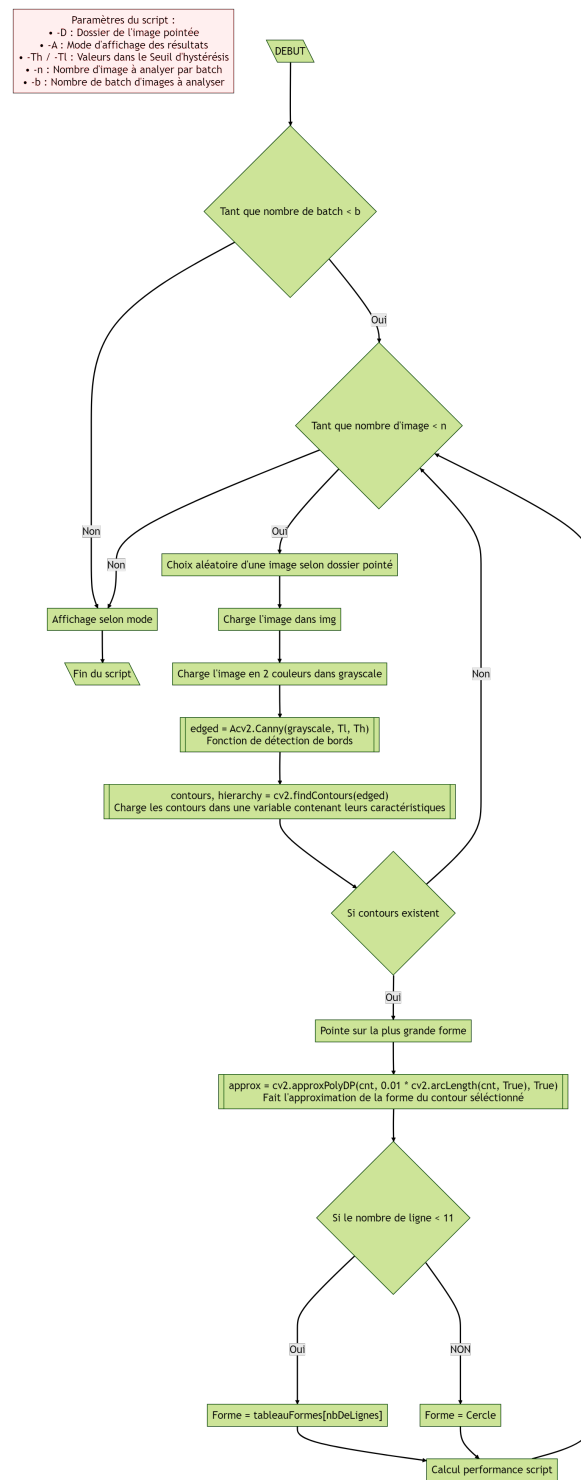 Paramètres du script :
• -D : Dossier de l'image pointée
• -A : Mode d'affichage des résultats
• -Th / -Tl : Valeurs dans le Seuil d'hystérésis
• -n : Nombre d'image à analyer par batch
• -b : Nombre de batch d'images à analyser
DEBUT
Tant que nombre de batch < b
Oui
Tant que nombre d'image < n
Non
Non
Oui
Choix aléatoire d'une image selon dossier pointé
Affichage selon mode
Charge l'image dans img
Fin du script
Charge l'image en 2 couleurs dans grayscale
Non
edged = Acv2.Canny(grayscale, Tl, Th)
Fonction de détection de bords
contours, hierarchy = cv2.findContours(edged)
Charge les contours dans une variable contenant leurs caractéristiques
Si contours existent
Oui
Pointe sur la plus grande forme
approx = cv2.approxPolyDP(cnt, 0.01 * cv2.arcLength(cnt, True), True)
Fait l'approximation de la forme du contour séléctionné
Si le nombre de ligne < 11
Oui
NON
Forme = tableauFormes[nbDeLignes]
Forme = Cercle
Calcul performance script